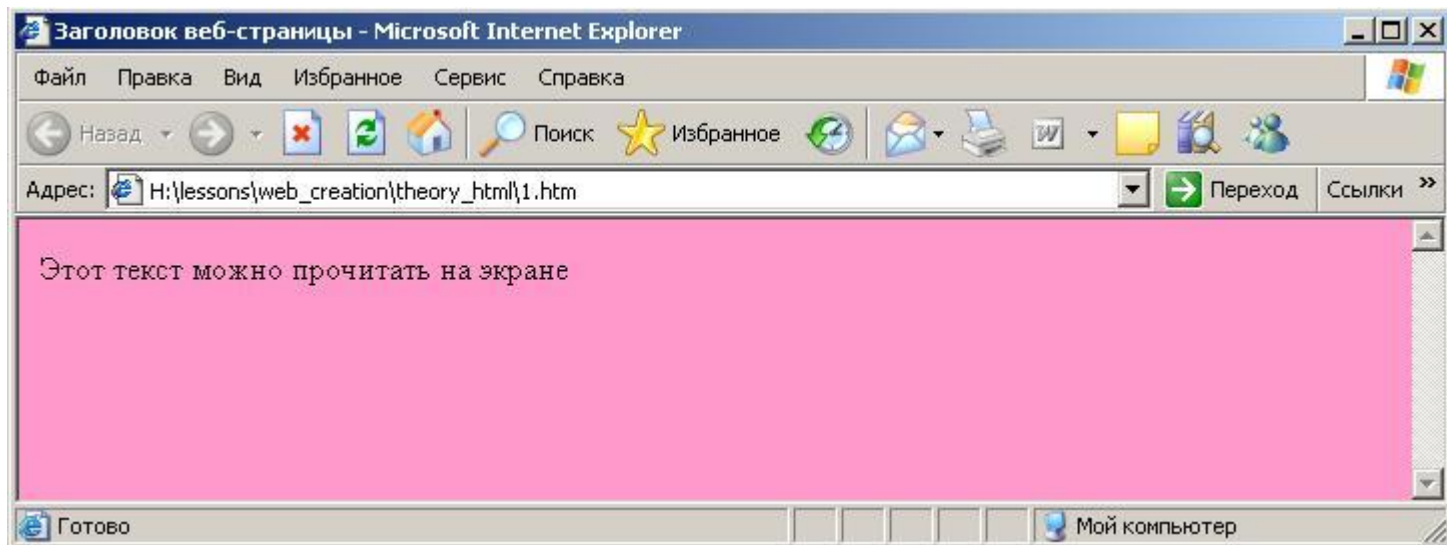 Заголовок веб-страницы - Microsoft Internet Explorer
Файл Правка Вид Избранное Сервис Справка
Назад Поиск Избранное W
Адрес: H:\lessons\web_creation\theory_html\1.htm Переход Ссылки »
Этот текст можно прочитать на экране
Готово Мой компьютер